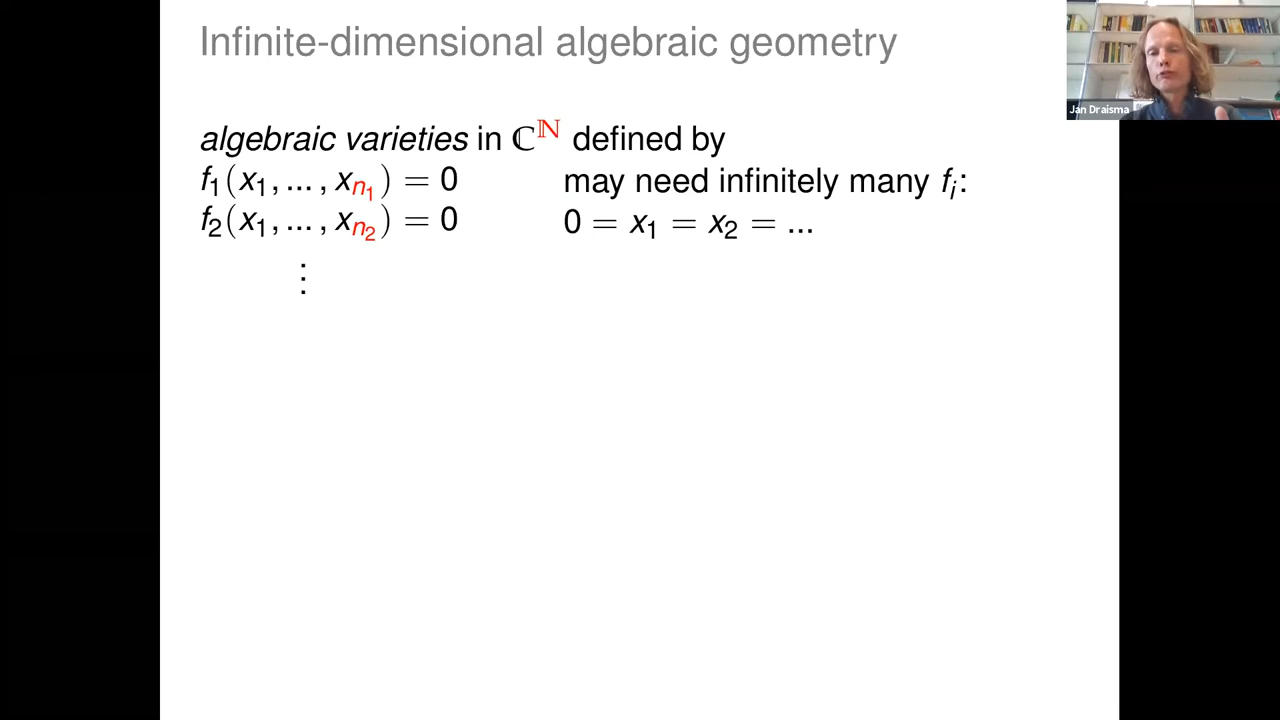 Infinite-dimensional algebraic geometry
algebraic varieties in ℂ^ℕ defined by
f₁(x₁, ..., x_{n₁}) = 0
may need infinitely many f_i:
f₂(x₁, ..., x_{n₂}) = 0
0 = x₁ = x₂ = ...
⋮
Jan Draisma